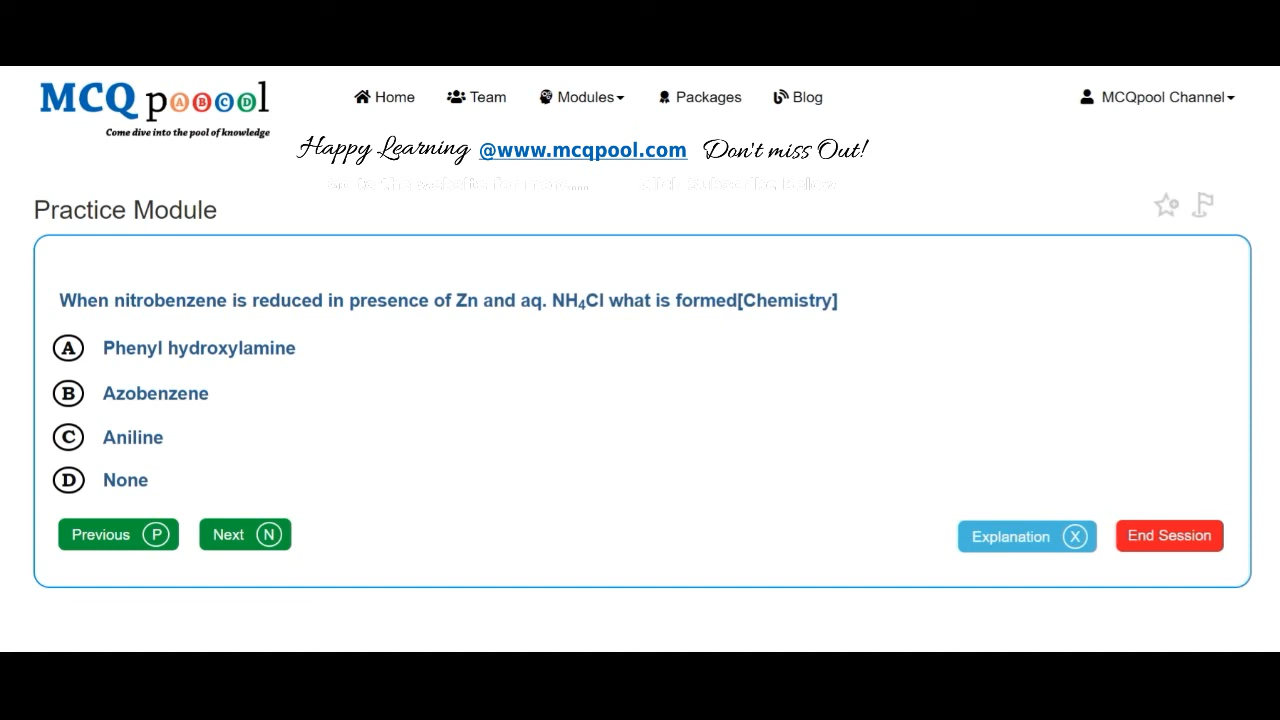 MCQ pooool
Come dive into the pool of knowledge
Home Team Modules Packages Blog MCQpool Channel
Happy Learning @www.mcqpool.com Don't miss Out!
Practice Module
When nitrobenzene is reduced in presence of Zn and aq. NH₄Cl what is formed[Chemistry]
A Phenyl hydroxylamine
B Azobenzene
C Aniline
D None
Previous P Next N Explanation X End Session